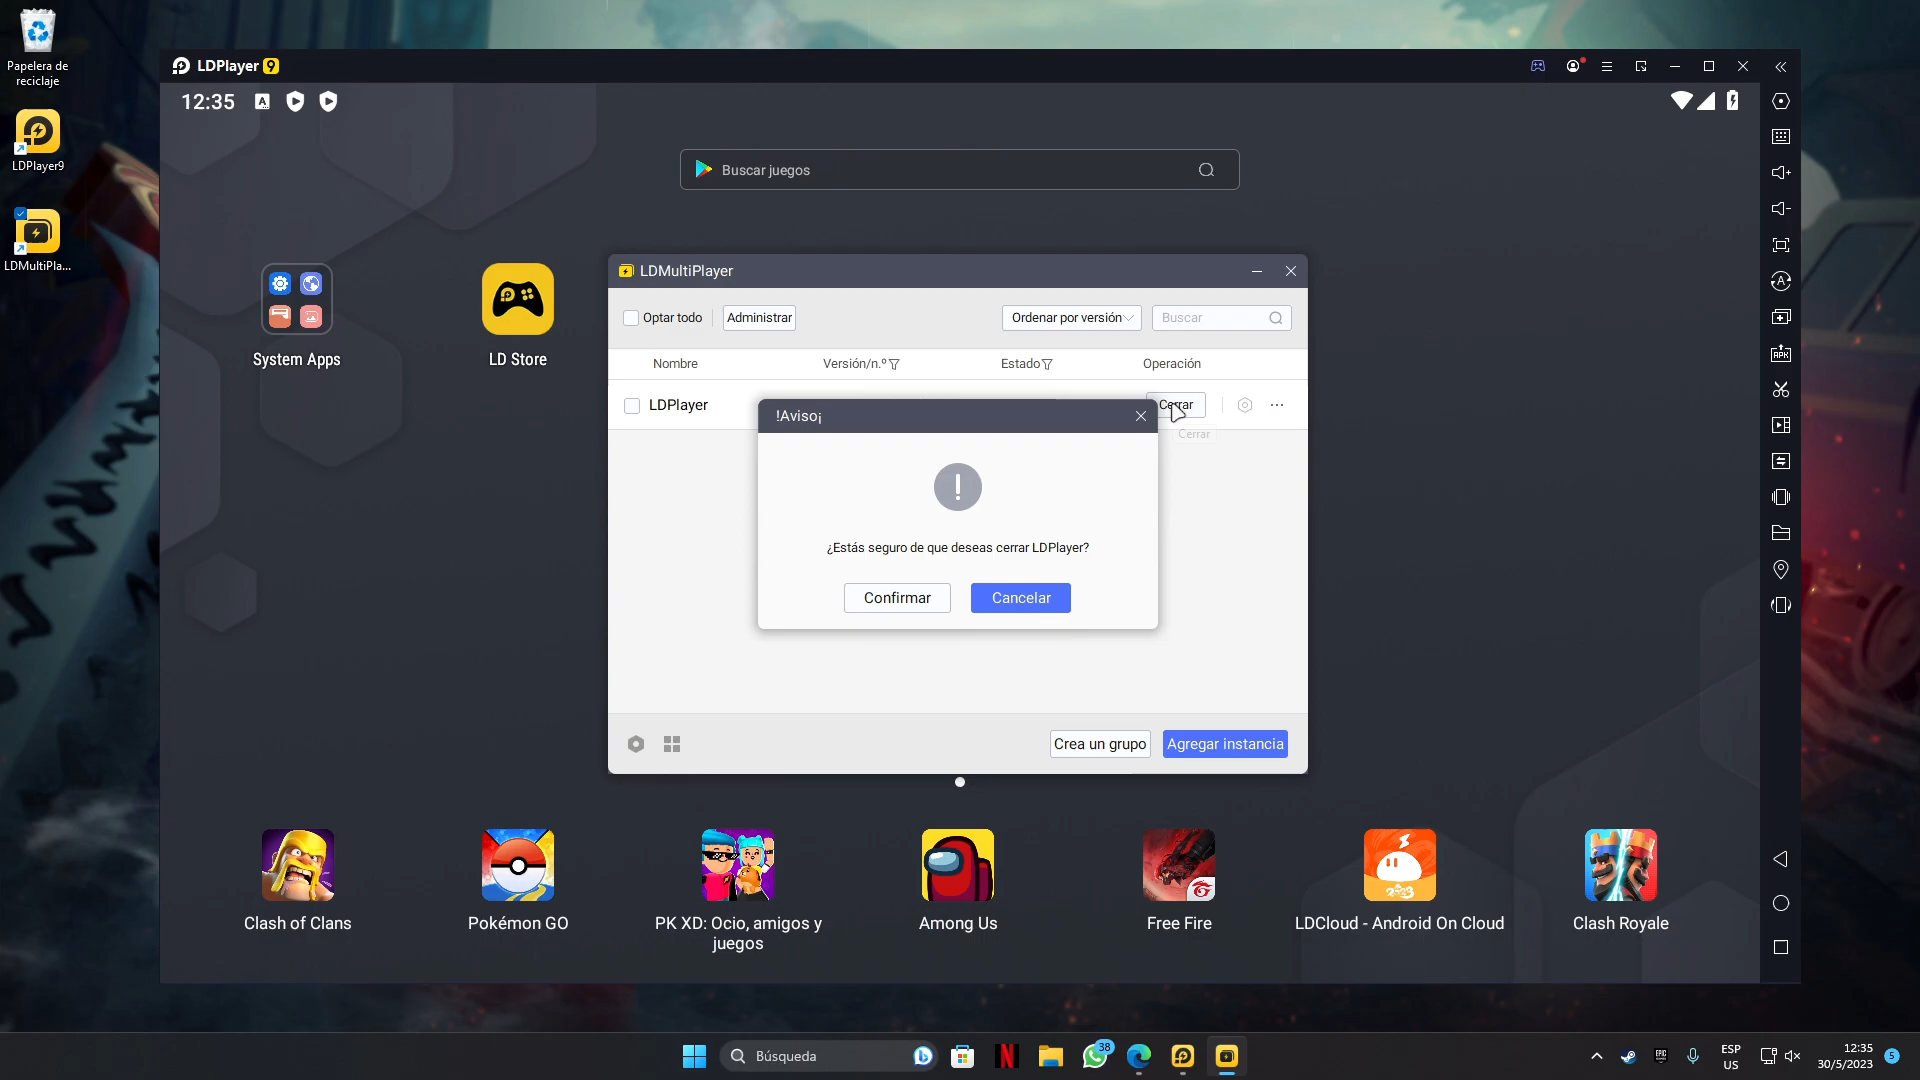 Papelera de
reciclaje
LDPlayer9
LDMultiPla...
LDPlayer 9
12:35
Buscar juegos
System Apps
LD Store
LDMultiPlayer
Optar todo
Administrar
Ordenar por versión
Buscar
Nombre
Versión/n.º
Estado
Operación
LDPlayer
Cerrar
Cerrar
!Aviso¡
¿Estás seguro de que deseas cerrar LDPlayer?
Confirmar
Cancelar
Crea un grupo
Agregar instancia
Clash of Clans
Pokémon GO
PK XD: Ocio, amigos y
juegos
Among Us
Free Fire
2023
LDCloud - Android On Cloud
Clash Royale
APK
Búsqueda
38
EPIC
ESP
US
12:35
30/5/2023
5